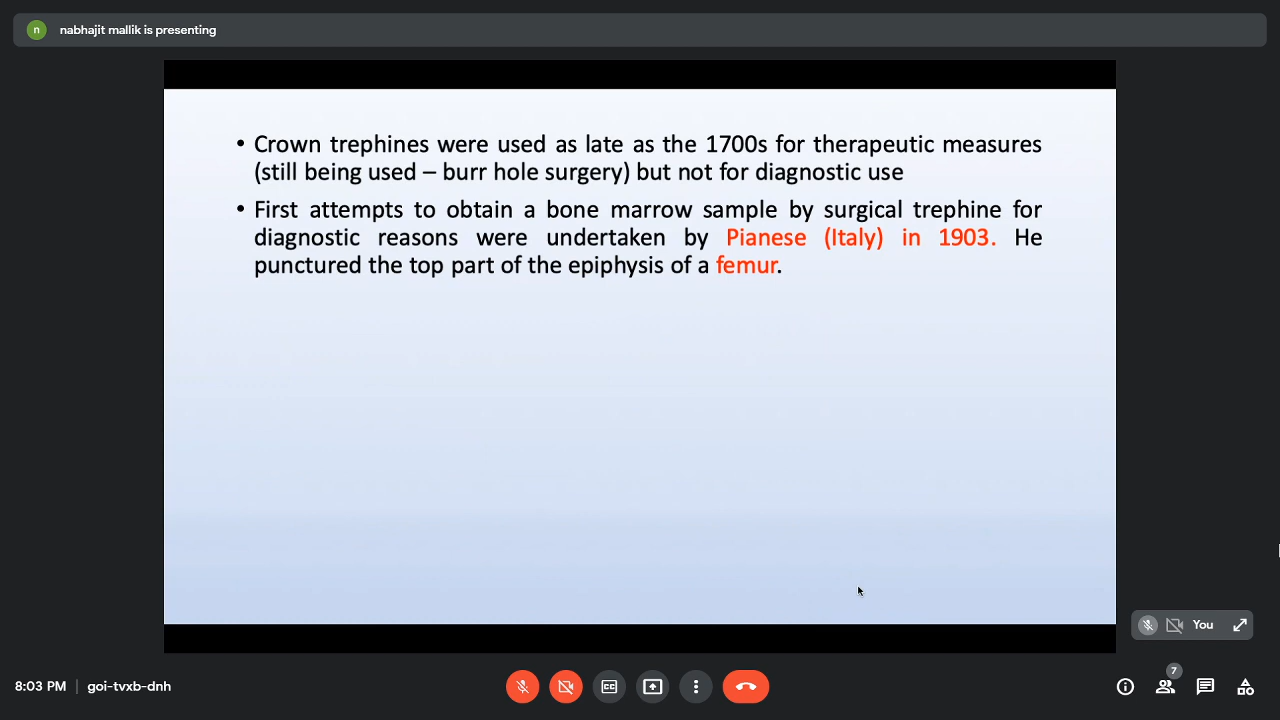 n
nabhajit mallik is presenting
• Crown trephines were used as late as the 1700s for therapeutic measures
(still being used – burr hole surgery) but not for diagnostic use
• First attempts to obtain a bone marrow sample by surgical trephine for
diagnostic reasons were undertaken by Pianese (Italy) in 1903. He
punctured the top part of the epiphysis of a femur.
You
8:03 PM | goi-tvxb-dnh
CC
7